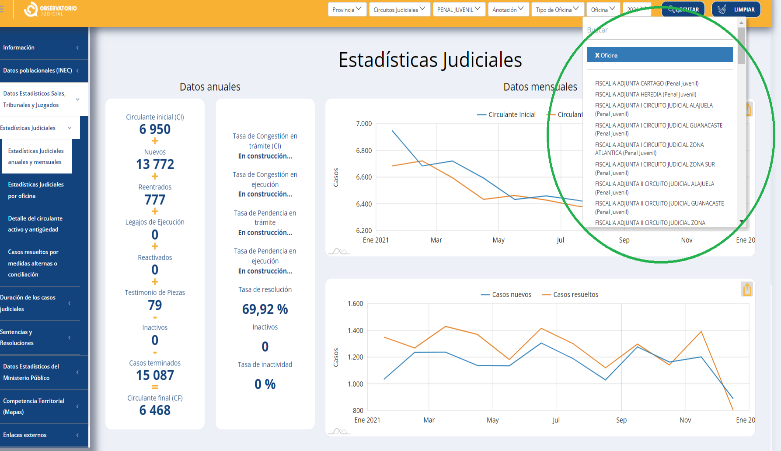 OBSERVATORIO
JUDICIAL
Provincia
Circuitos Judiciales
PENAL JUVENIL
Anotación
Tipo de Oficina
Oficina
LIMPIAR
Información
Datos poblacionales (INEC)
Datos Estadísticos Salas,
Tribunales y Juzgados
Estadísticas Judiciales
Estadísticas Judiciales
anuales y mensuales
Estadísticas Judiciales
por oficina
Detalle del circulante
activo y antigüedad
Casos resueltos por
medidas alternas o
conciliación
Duración de los casos
judiciales
Sentencias y
Resoluciones
Datos Estadísticos del
Ministerio Público
Competencia Territorial
(Mapas)
Enlaces externos
Estadísticas Judiciales
Datos anuales
Circulante inicial (CI)
6 950
+
Nuevos
13 772
+
Reentrados
777
+
Legajos de Ejecución
0
+
Reactivados
0
+
Testimonio de Piezas
79
-
Inactivos
0
-
Casos terminados
15 087
=
Circulante final (CF)
6 468
Tasa de Congestión en
trámite (CI)
En construcción...
Tasa de Congestión en
ejecución
En construcción...
Tasa de Pendencia en
trámite
En construcción...
Tasa de Pendencia en
ejecución
En construcción...
Tasa de resolución
69,92 %
Inactivos
0
Tasa de inactividad
0 %
Datos mensuales
Circulante Inicial
Circulant
7.000
6.800
6.600
6.400
6.200
Casos
Ene 2021
Mar
May
Jul
Sep
Nov
Ene 20
Buscar
X Oficina
FISCALIA ADJUNTA CARTAGO (Penal Juvenil)
FISCALIA ADJUNTA HEREDIA (Penal Juvenil)
FISCALIA ADJUNTA I CIRCUITO JUDICIAL ALAJUELA
(Penal Juvenil)
FISCALIA ADJUNTA I CIRCUITO JUDICIAL GUANACASTE
(Penal Juvenil)
FISCALIA ADJUNTA I CIRCUITO JUDICIAL ZONA
ATLANTICA (Penal Juvenil)
FISCALIA ADJUNTA I CIRCUITO JUDICIAL ZONA SUR
(Penal Juvenil)
FISCALIA ADJUNTA II CIRCUITO JUDICIAL ALAJUELA
(Penal Juvenil)
FISCALIA ADJUNTA II CIRCUITO JUDICIAL GUANACASTE
(Penal Juvenil)
FISCALIA ADJUNTA II CIRCUITO JUDICIAL ZONA
Casos nuevos
Casos resueltos
1.600
1.400
1.200
1.000
800
Casos
Ene 2021
Mar
May
Jul
Sep
Nov
Ene 20